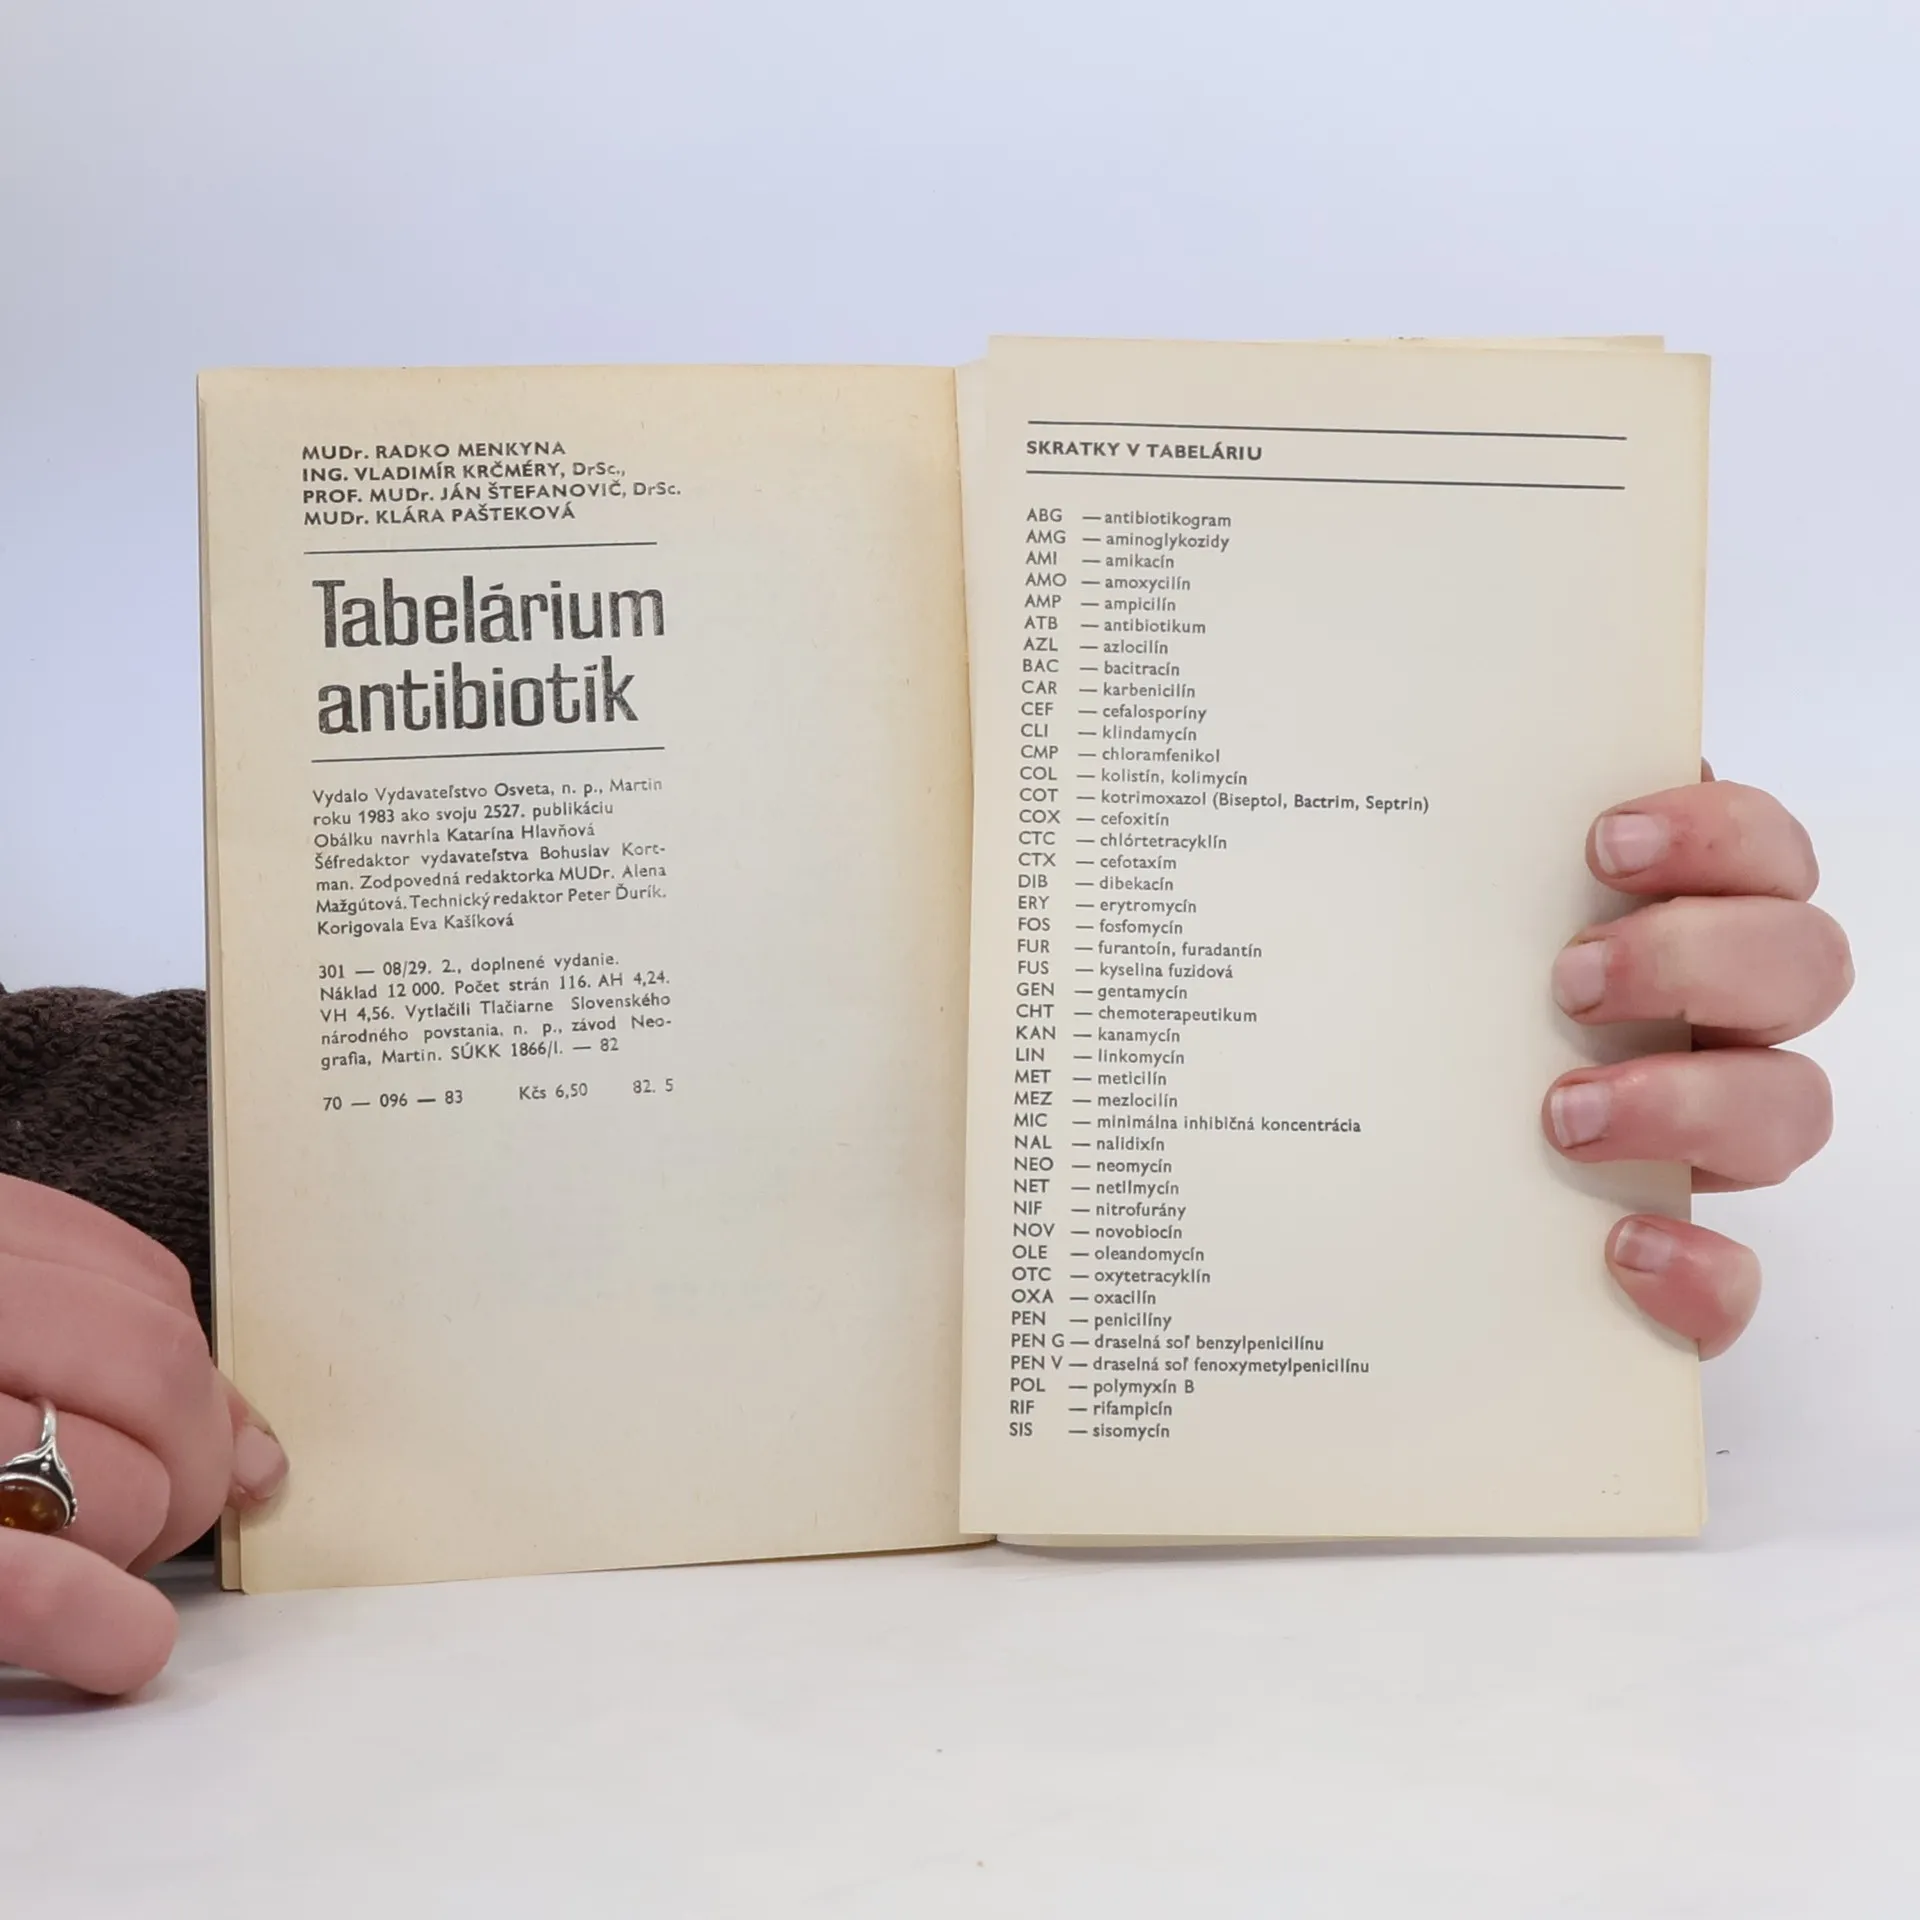 MUDr. RADKO MENKYNA
ING. VLADIMÍR KRČMÉRY, DrSc.,
PROF. MUDr. JÁN ŠTEFANOVIČ, DrSc.
MUDr. KLÁRA PAŠTEKOVÁ
Tabelárium
antibiotík
Vydalo Vydavateľstvo Osveta, n. p., Martin
roku 1983 ako svoju 2527. publikáciu
Obálku navrhla Katarína Hlavňová
Šéfredaktor vydavateľstva Bohuslav Kort-
man. Zodpovedná redaktorka MUDr. Alena
Mažgútová. Technický redaktor Peter Ďurík.
Korigovala Eva Kašíková
301 — 08/29. 2., doplnené vydanie.
Náklad 12 000. Počet strán 116. AH 4,24.
VH 4,56. Vytlačili Tlačiarne Slovenského
národného povstania, n. p., závod Neo-
grafia, Martin. SÚKK 1866/I. — 82
70 — 096 — 83 Kčs 6,50 82. 5
SKRATKY V TABELÁRIU
ABG — antibiotikogram
AMG — aminoglykozidy
AMI — amikacín
AMO — amoxycilín
AMP — ampicilín
ATB — antibiotikum
AZL — azlocilín
BAC — bacitracín
CAR — karbenicilín
CEF — cefalosporíny
CLI — klindamycín
CMP — chloramfenikol
COL — kolistín, kolimycín
COT — kotrimoxazol (Biseptol, Bactrim, Septrin)
COX — cefoxitín
CTC — chlórtetracyklín
CTX — cefotaxím
DIB — dibekacín
ERY — erytromycín
FOS — fosfomycín
FUR — furantoín, furadantín
FUS — kyselina fuzidová
GEN — gentamycín
CHT — chemoterapeutikum
KAN — kanamycín
LIN — linkomycín
MET — meticilín
MEZ — mezlocilín
MIC — minimálna inhibičná koncentrácia
NAL — nalidixín
NEO — neomycín
NET — netilmycín
NIF — nitrofurány
NOV — novobiocín
OLE — oleandomycín
OTC — oxytetracyklín
OXA — oxacilín
PEN — penicilíny
PEN G — draselná soľ benzylpenicilínu
PEN V — draselná soľ fenoxymetylpenicilínu
POL — polymyxín B
RIF — rifampicín
SIS — sisomycín